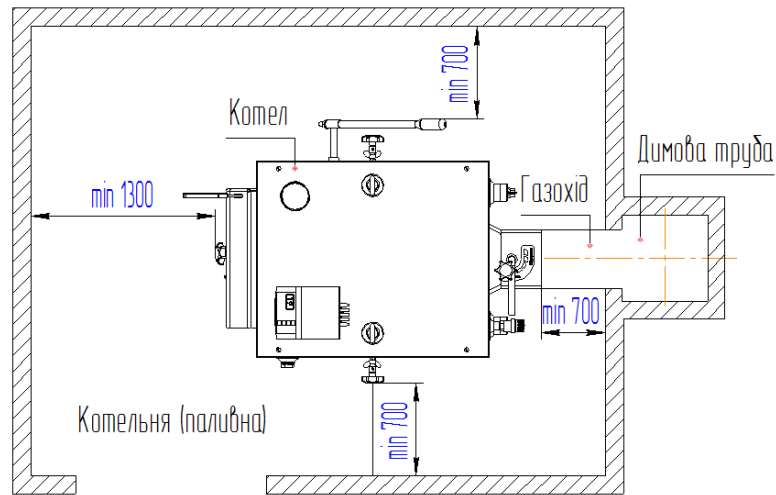 min 700
Котел
Димова труба
min 1300
Газохід
min 700
min 700
Котельня (паливна)